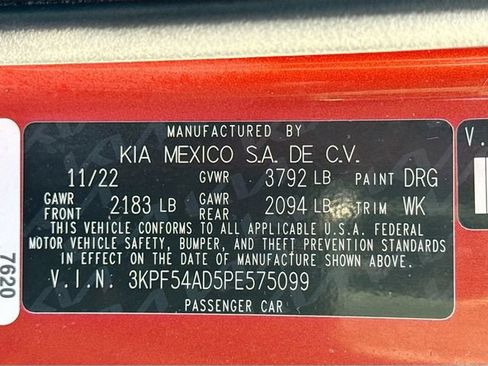 MANUFACTURED BY
KIA MEXICO S.A. DE C.V.
11/22 GVWR 3792 LB PAINT DRG
GAWR FRONT 2183 LB GAWR REAR 2094 LB TRIM WK
THIS VEHICLE CONFORMS TO ALL APPLICABLE U.S.A. FEDERAL
MOTOR VEHICLE SAFETY, BUMPER, AND THEFT PREVENTION STANDARDS
IN EFFECT ON THE DATE OF MANUFACTURE SHOWN ABOVE.
V.I.N. 3KPF54AD5PE575099
PASSENGER CAR
7620
V.